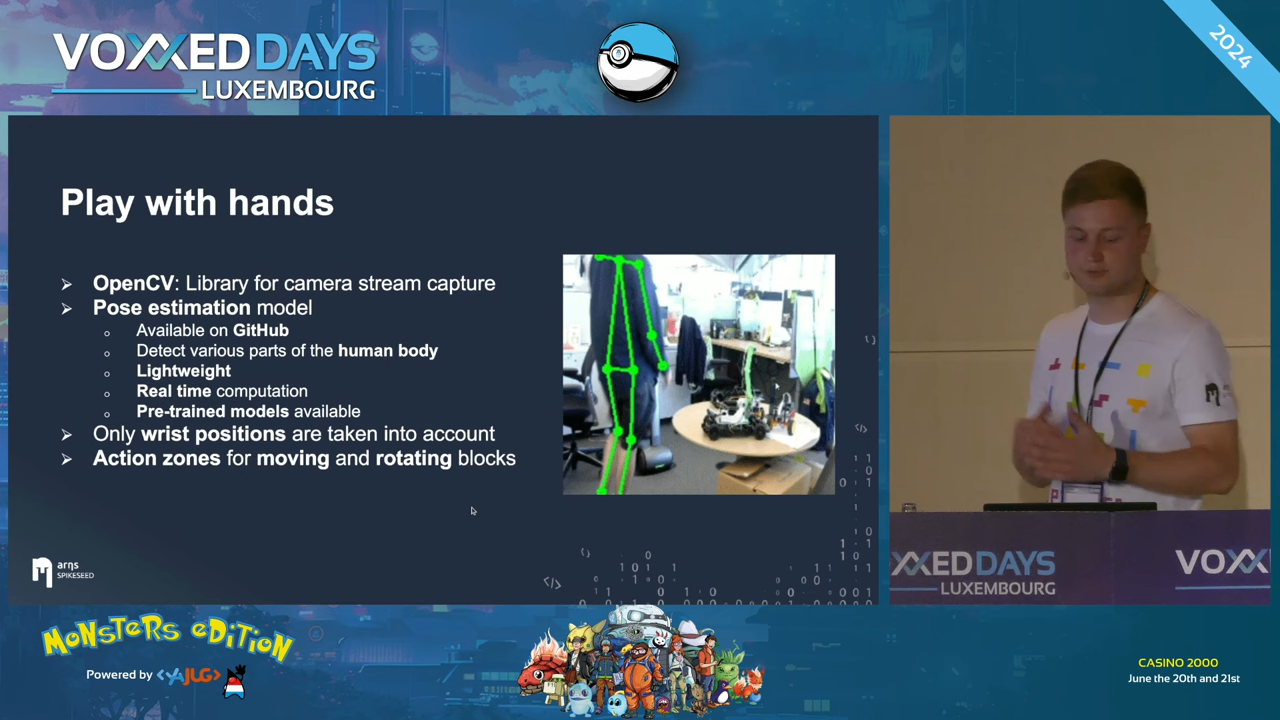 VOXXEDDAYS
LUXEMBOURG
2024
Play with hands
OpenCV: Library for camera stream capture
Pose estimation model
Available on GitHub
Detect various parts of the human body
Lightweight
Real time computation
Pre-trained models available
Only wrist positions are taken into account
Action zones for moving and rotating blocks
arηs
SPIKESEED
XXEDDAYS
LUXEMBOURG
VOXX
MONSTERS EDITION
Powered by <YAJUG>
CASINO 2000
June the 20th and 21st